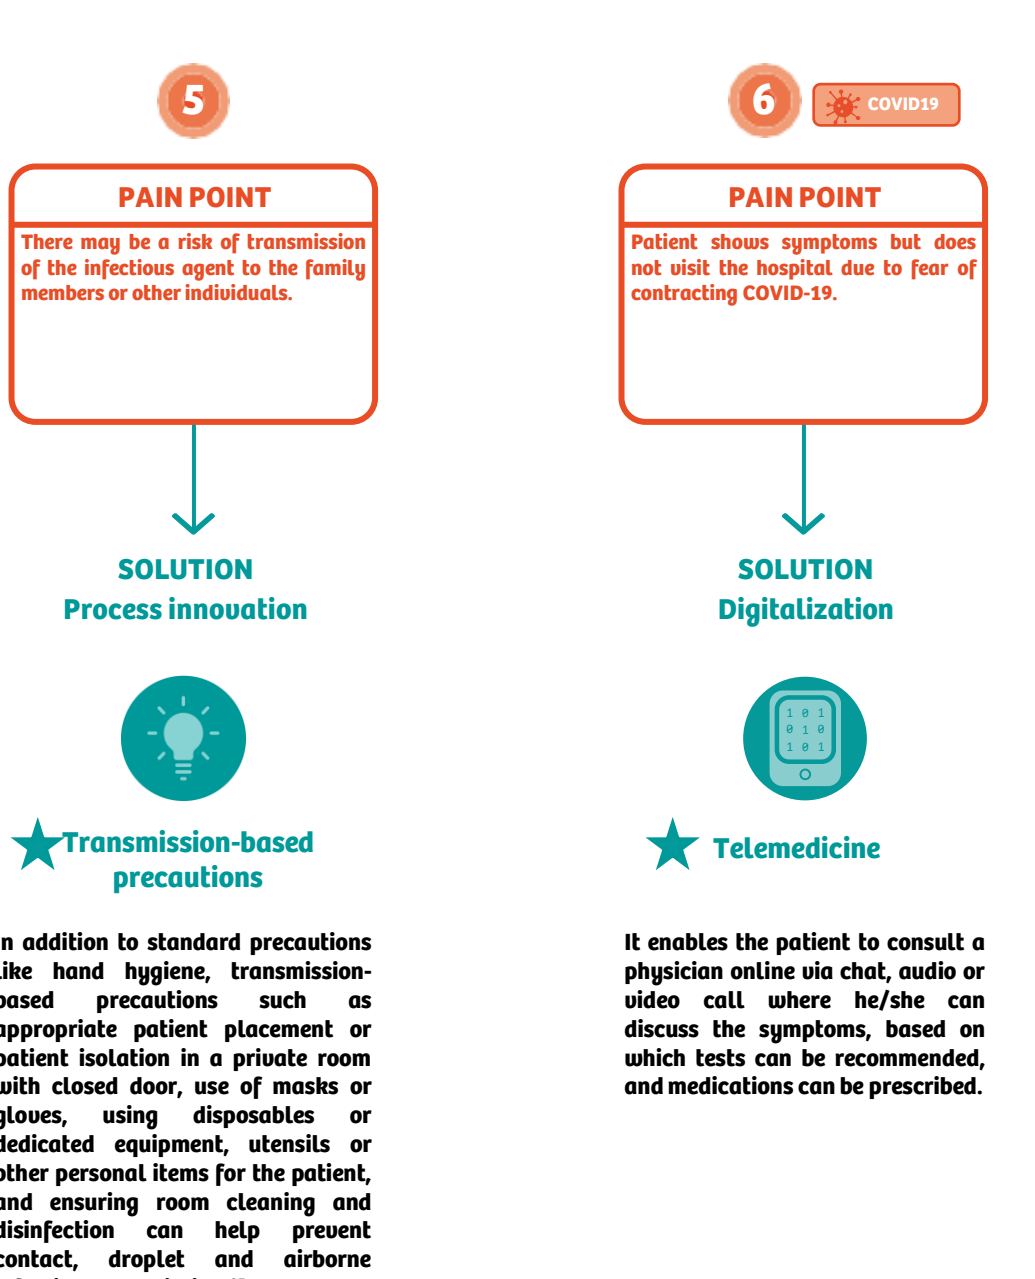 5
PAIN POINT
There may be a risk of transmission
of the infectious agent to the family
members or other individuals.
SOLUTION
Process innovation
Transmission-based
precautions
n addition to standard precautions
like hand hygiene, transmission-
based precautions such as
appropriate patient placement or
patient isolation in a private room
with closed door, use of masks or
gloves, using disposables or
dedicated equipment, utensils or
other personal items for the patient,
and ensuring room cleaning and
disinfection can help prevent
contact, droplet and airborne
6
COVID19
PAIN POINT
Patient shows symptoms but does
not visit the hospital due to fear of
contracting COVID-19.
SOLUTION
Digitalization
1 0 1
0 1 0
1 0 1
Telemedicine
It enables the patient to consult a
physician online via chat, audio or
video call where he/she can
discuss the symptoms, based on
which tests can be recommended,
and medications can be prescribed.